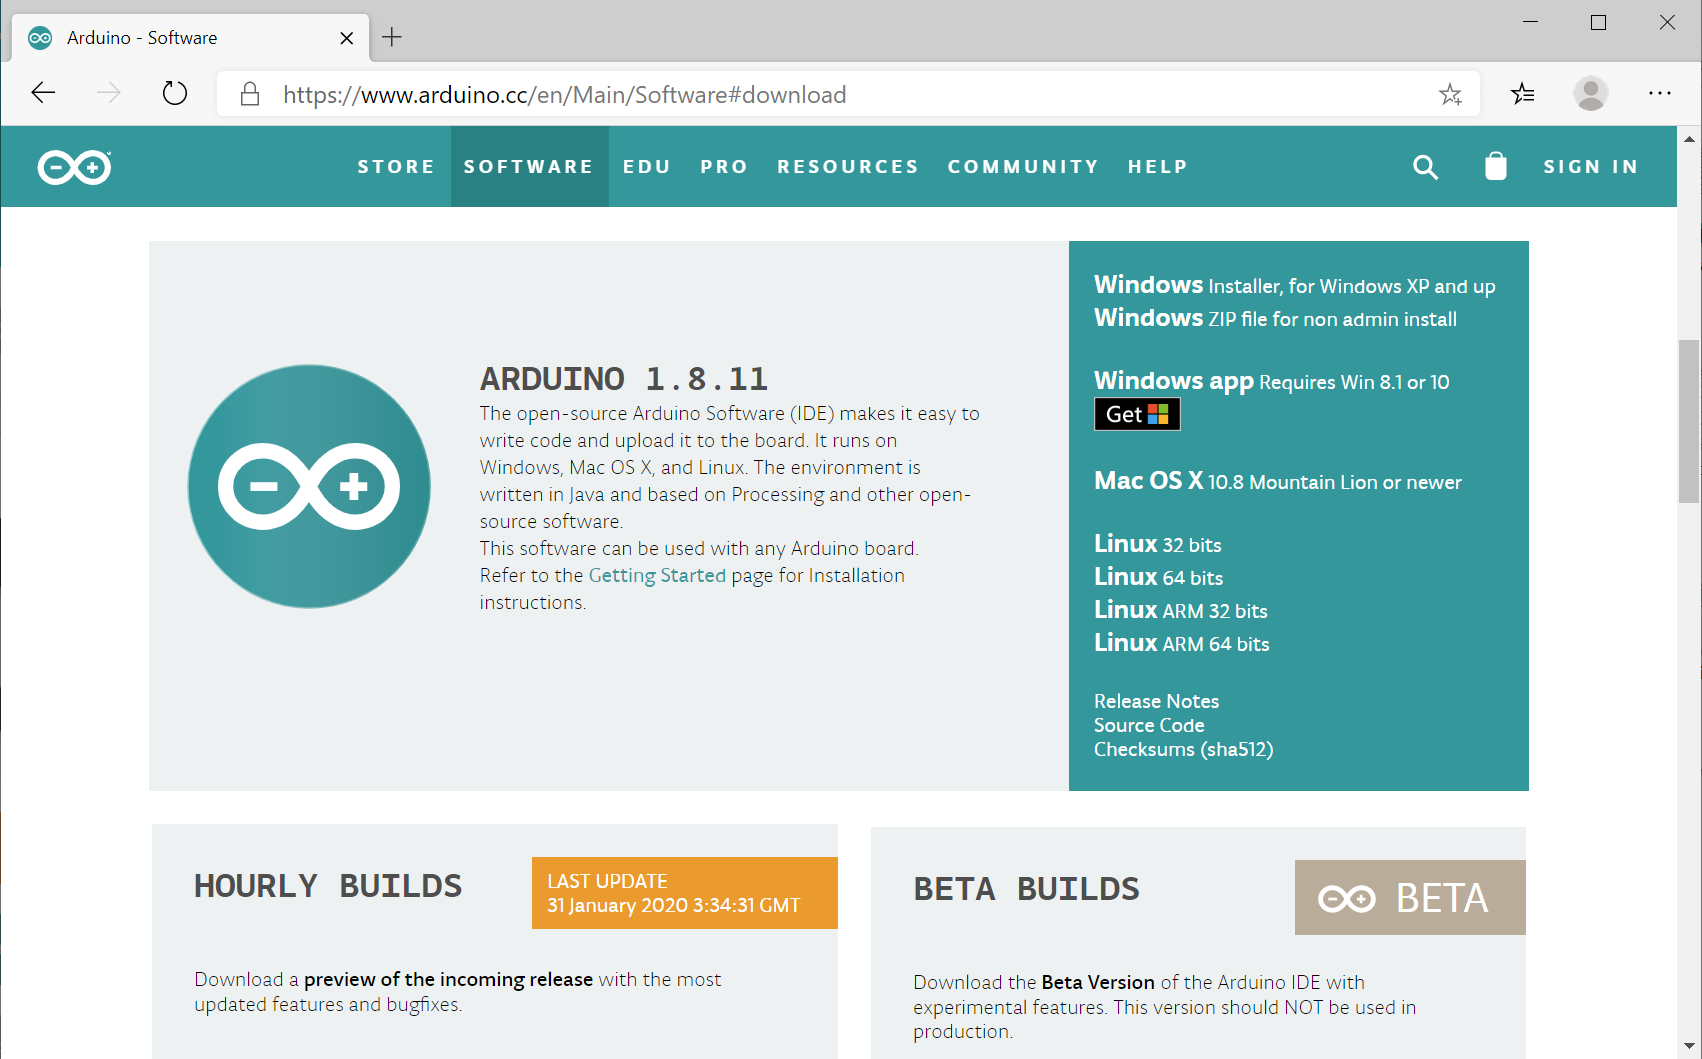 Arduino - Software
https://www.arduino.cc/en/Main/Software#download
STORE SOFTWARE EDU PRO RESOURCES COMMUNITY HELP SIGN IN
ARDUINO 1.8.11
The open-source Arduino Software (IDE) makes it easy to
write code and upload it to the board. It runs on
Windows, Mac OS X, and Linux. The environment is
written in Java and based on Processing and other open-
source software.
This software can be used with any Arduino board.
Refer to the Getting Started page for Installation
instructions.
Windows Installer, for Windows XP and up
Windows ZIP file for non admin install
Windows app Requires Win 8.1 or 10
Get
Mac OS X 10.8 Mountain Lion or newer
Linux 32 bits
Linux 64 bits
Linux ARM 32 bits
Linux ARM 64 bits
Release Notes
Source Code
Checksums (sha512)
HOURLY BUILDS
LAST UPDATE
31 January 2020 3:34:31 GMT
Download a preview of the incoming release with the most
updated features and bugfixes.
BETA BUILDS
BETA
Download the Beta Version of the Arduino IDE with
experimental features. This version should NOT be used in
production.